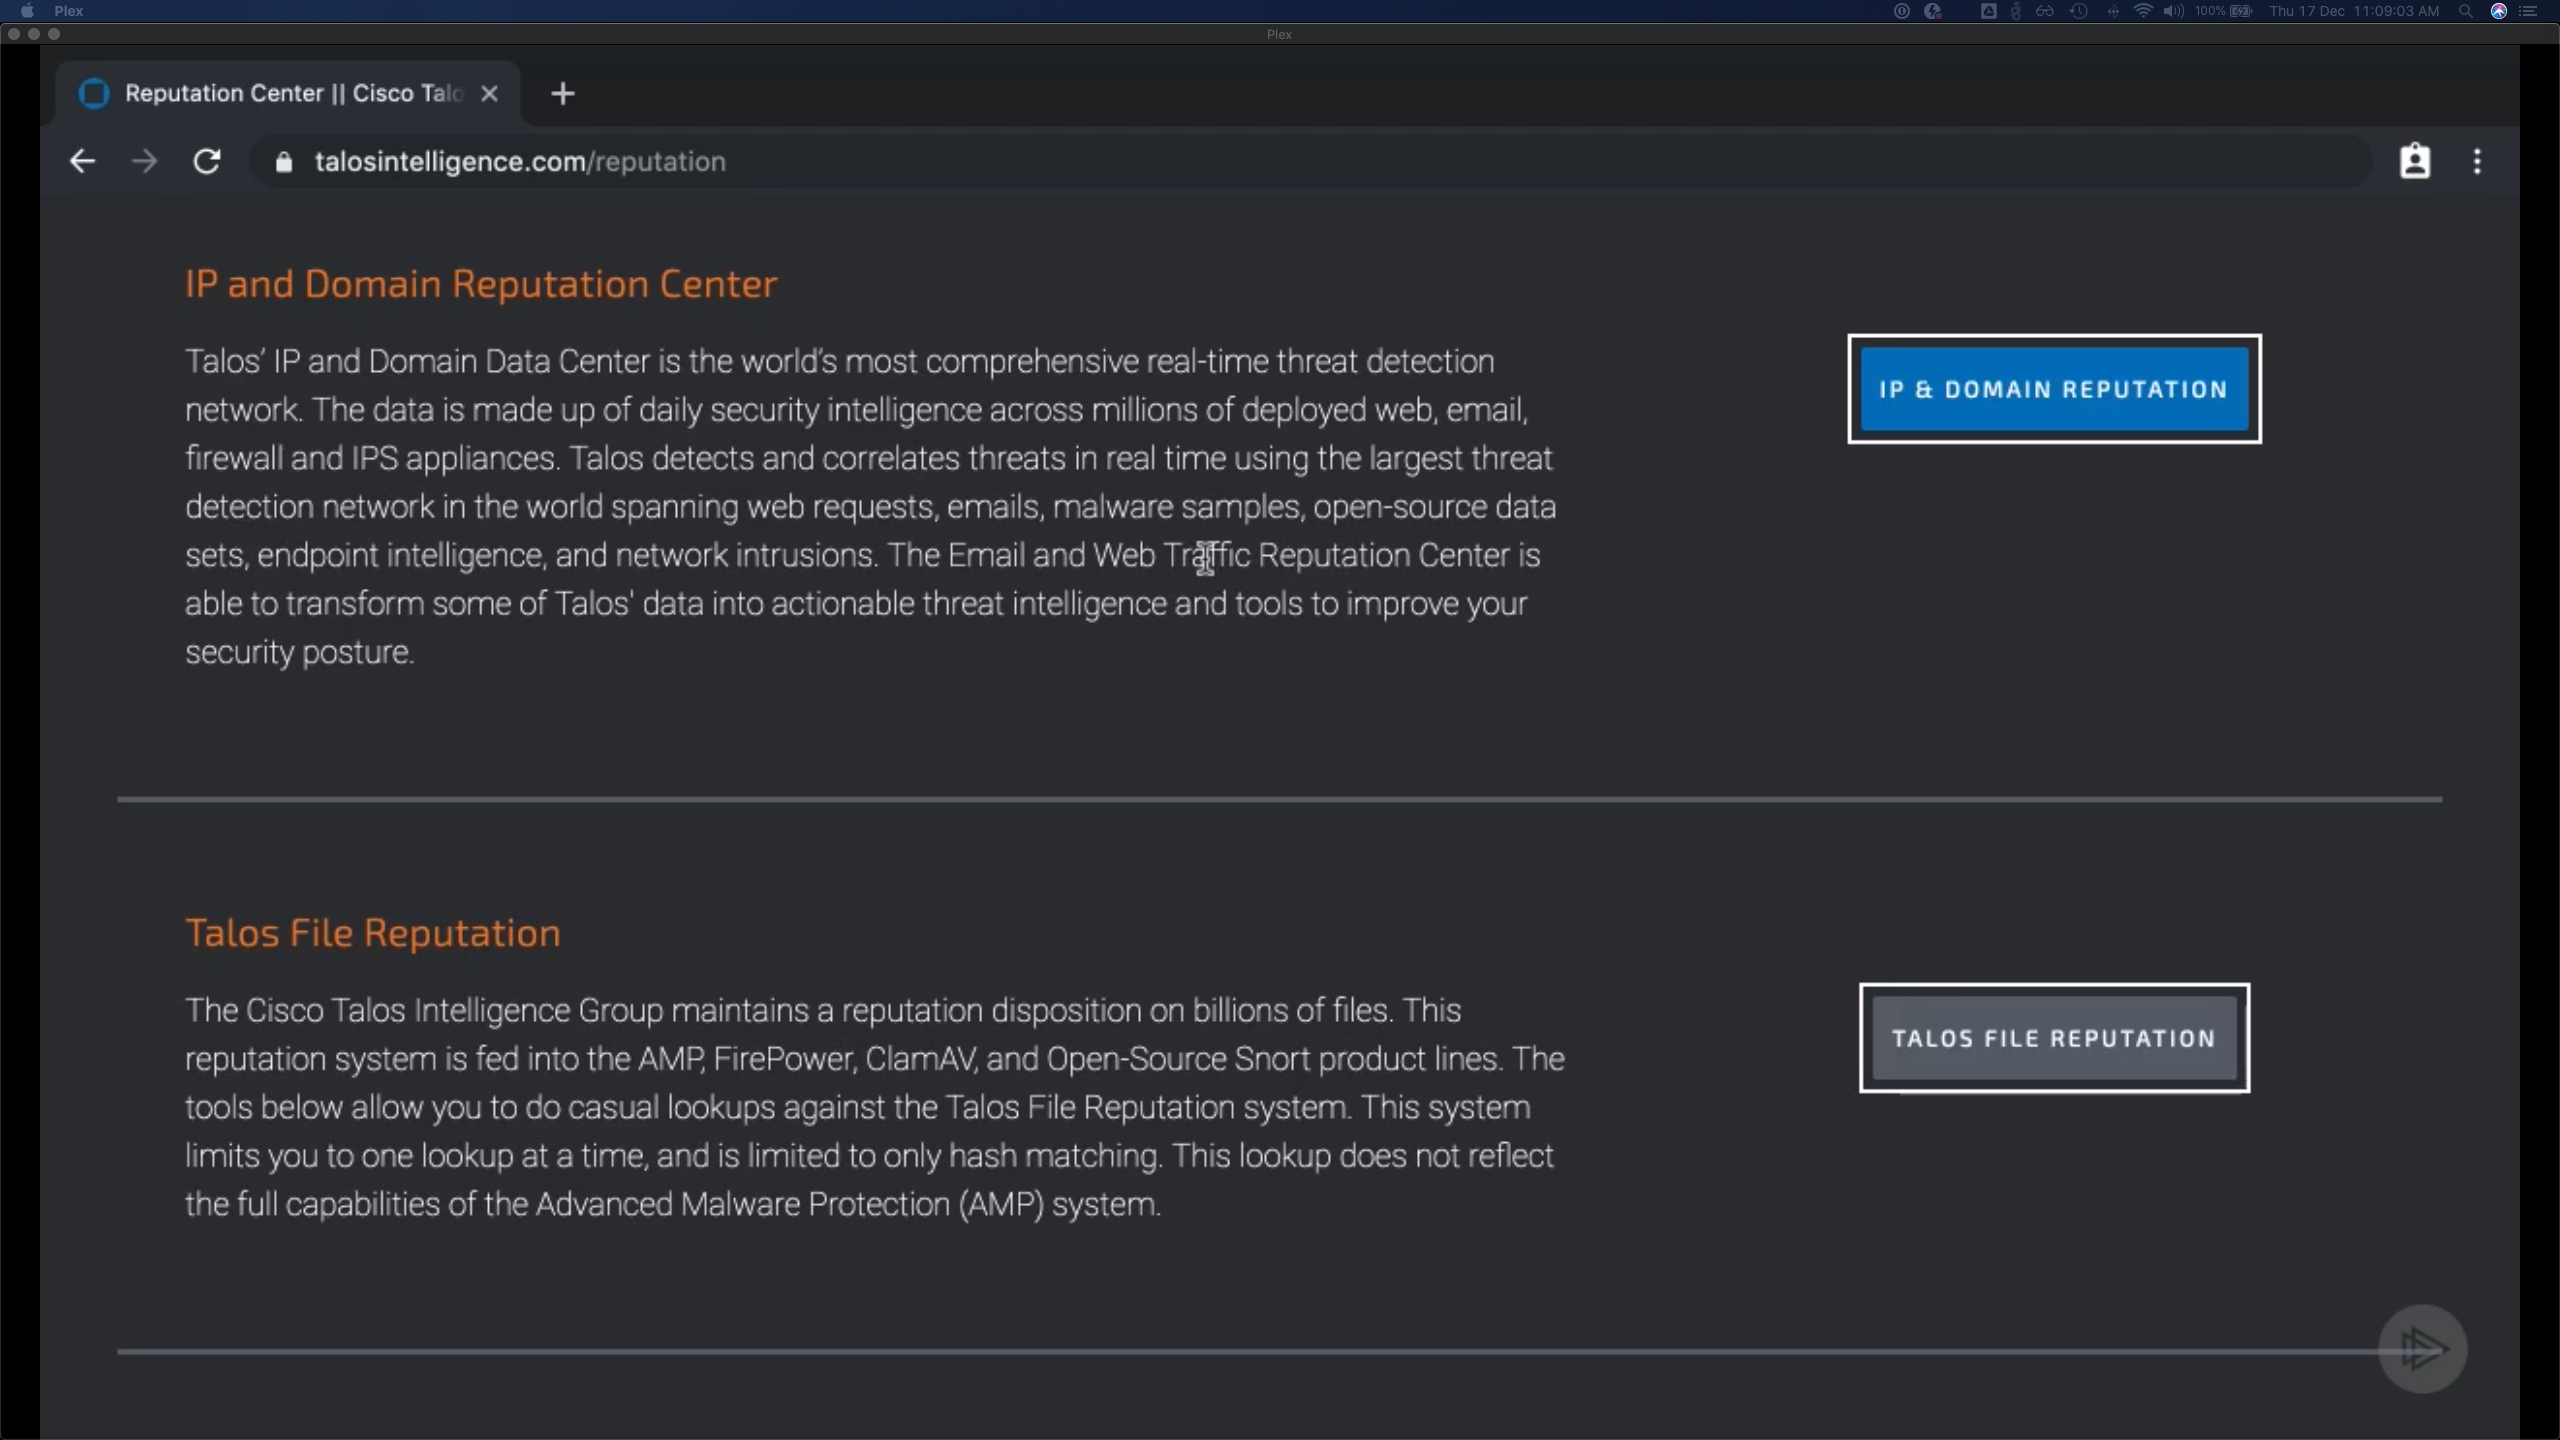 Plex
100%
Thu 17 Dec 11:09:03 AM
Plex
Reputation Center || Cisco Talo
talosintelligence.com/reputation
IP and Domain Reputation Center
Talos’ IP and Domain Data Center is the world’s most comprehensive real-time threat detection
network. The data is made up of daily security intelligence across millions of deployed web, email,
firewall and IPS appliances. Talos detects and correlates threats in real time using the largest threat
detection network in the world spanning web requests, emails, malware samples, open-source data
sets, endpoint intelligence, and network intrusions. The Email and Web Traffic Reputation Center is
able to transform some of Talos' data into actionable threat intelligence and tools to improve your
security posture.
IP & DOMAIN REPUTATION
Talos File Reputation
The Cisco Talos Intelligence Group maintains a reputation disposition on billions of files. This
reputation system is fed into the AMP, FirePower, ClamAV, and Open-Source Snort product lines. The
tools below allow you to do casual lookups against the Talos File Reputation system. This system
limits you to one lookup at a time, and is limited to only hash matching. This lookup does not reflect
the full capabilities of the Advanced Malware Protection (AMP) system.
TALOS FILE REPUTATION